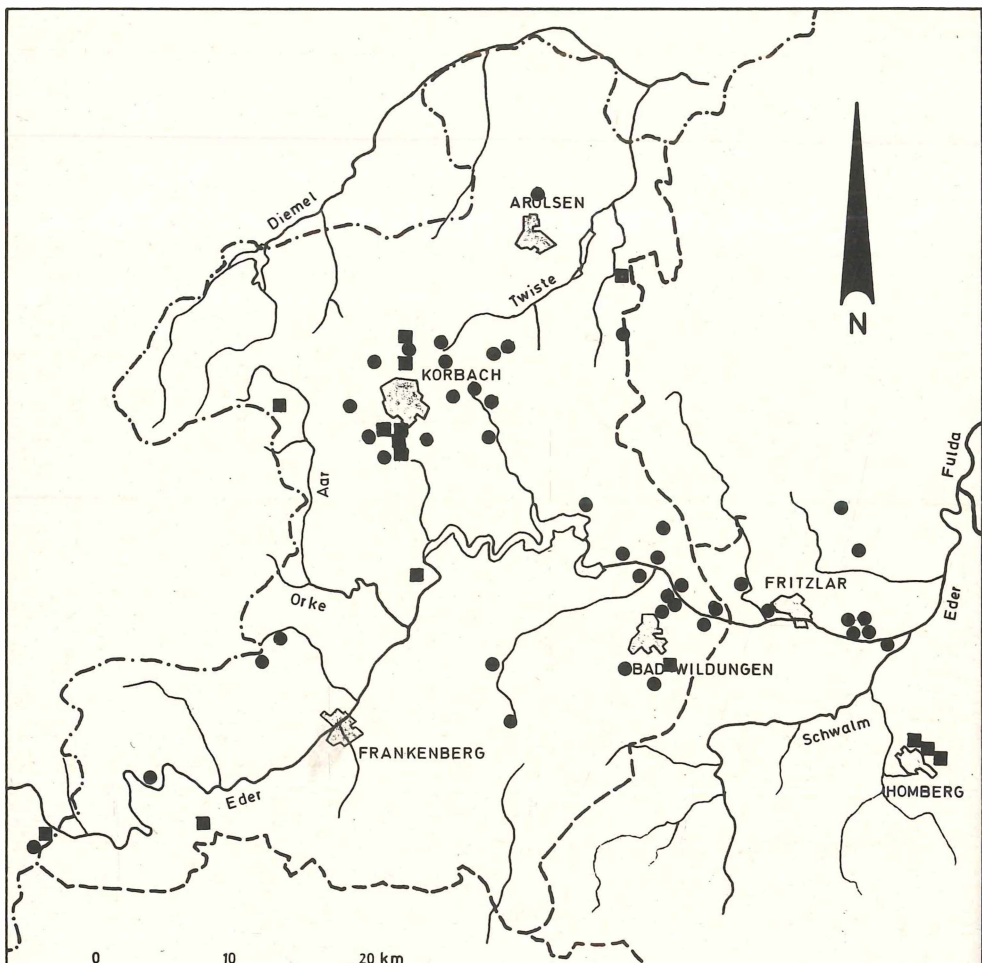 Diemel
AROLSEN
Twiste
N
KORBACH
Aar
Fulda
Orke
FRITZLAR
Eder
BAD WILDUNGEN
Schwalm
FRANKENBERG
Eder
HOMBERG
0 10 20 km